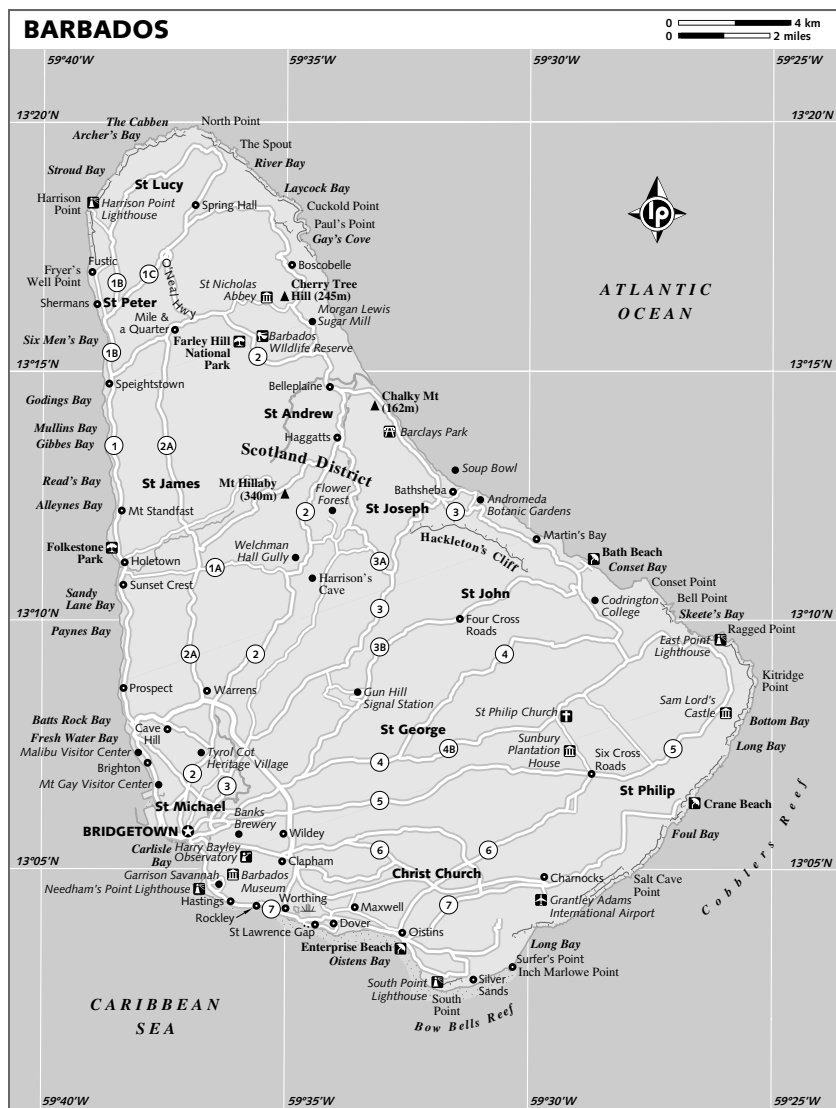 BARBADOS
0 4 km
0 2 miles
59°40'W 59°35'W 59°30'W 59°25'W
13°20'N 13°20'N
The Cabben
Archer's Bay
North Point
The Spout
River Bay
Stroud Bay
St Lucy
Laycock Bay
Harrison
Point
Harrison Point
Lighthouse
Spring Hall
Cuckold Point
Paul's Point
Gay's Cove
lp
Fustic
Fryer's
Well Point
1B
1C
O'Neal Hwy
Boscobelle
St Nicholas
Abbey
Cherry Tree
Hill (245m)
ATLANTIC
OCEAN
Shermans
St Peter
Mile &
a Quarter
Morgan Lewis
Sugar Mill
Six Men's Bay
1B
Farley Hill
National
Park
Barbados
WIldlife Reserve
2
13°15'N 13°15'N
Speightstown
Belleplaine
Godings Bay
Chalky Mt
(162m)
St Andrew
Mullins Bay
Gibbes Bay
1
2A
Haggatts
Barclays Park
Scotland District
Soup Bowl
Read's Bay
St James
Mt Hillaby
(340m)
Flower
Forest
Bathsheba
Andromeda
Botanic Gardens
Alleynes Bay
Mt Standfast
2
St Joseph
3
Hackleton's Cliff
Martin's Bay
Folkestone
Park
Holetown
1A
Welchman
Hall Gully
3A
Bath Beach
Conset Bay
Sunset Crest
Harrison's
Cave
Conset Point
Sandy
Lane Bay
St John
Codrington
College
Bell Point
Skeete's Bay
13°10'N 13°10'N
Paynes Bay
3
Four Cross
Roads
Ragged Point
East Point
Lighthouse
2A
2
3B
4
Kitridge
Point
Prospect
Warrens
Gun Hill
Signal Station
Sam Lord's
Castle
Batts Rock Bay
Fresh Water Bay
Cave
Hill
St George
St Philip Church
Bottom Bay
Malibu Visitor Center
Tyrol Cot
Heritage Village
4B
Sunbury
Plantation
House
Six Cross
Roads
5
Long Bay
Brighton
4
Mt Gay Visitor Center
2
3
St Michael
5
St Philip
Crane Beach
Banks
Brewery
BRIDGETOWN
Wildey
Foul Bay
Cobblers Reef
Carlisle
Bay
Harry Bayley
Observatory
6
6
13°05'N 13°05'N
Clapham
Christ Church
Garrison Savannah
Barbados
Museum
Charnocks
Salt Cave
Point
Needham's Point Lighthouse
Hastings
Worthing
Maxwell
7
Grantley Adams
International Airport
Rockley
7
St Lawrence Gap
Dover
Oistins
Enterprise Beach
Oistens Bay
Long Bay
Surfer's Point
Inch Marlowe Point
South Point
Lighthouse
South
Point
Silver
Sands
CARIBBEAN
SEA
Bow Bells Reef
59°40'W 59°35'W 59°30'W 59°25'W